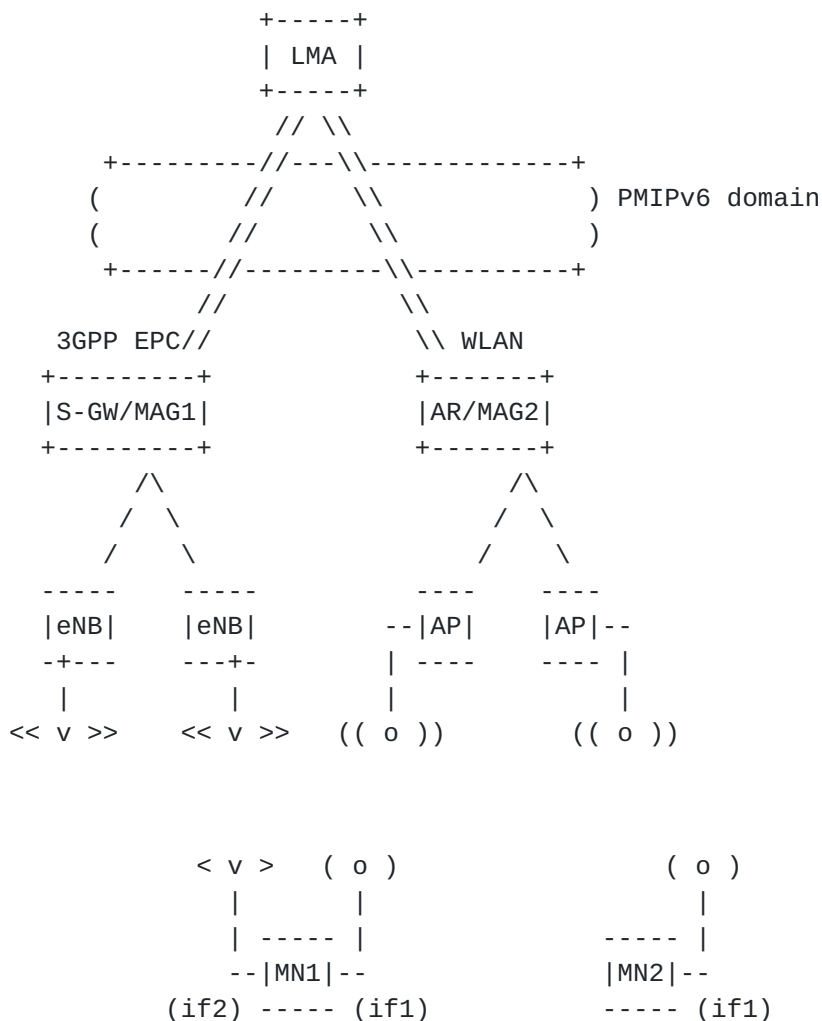 LMA
PMIPv6 domain
3GPP EPC WLAN
S-GW/MAG1 AR/MAG2
eNB eNB AP AP
<< v >> << v >> (( o )) (( o ))
< v > ( o ) ( o )
MN1 MN2
(if2) (if1) (if1)